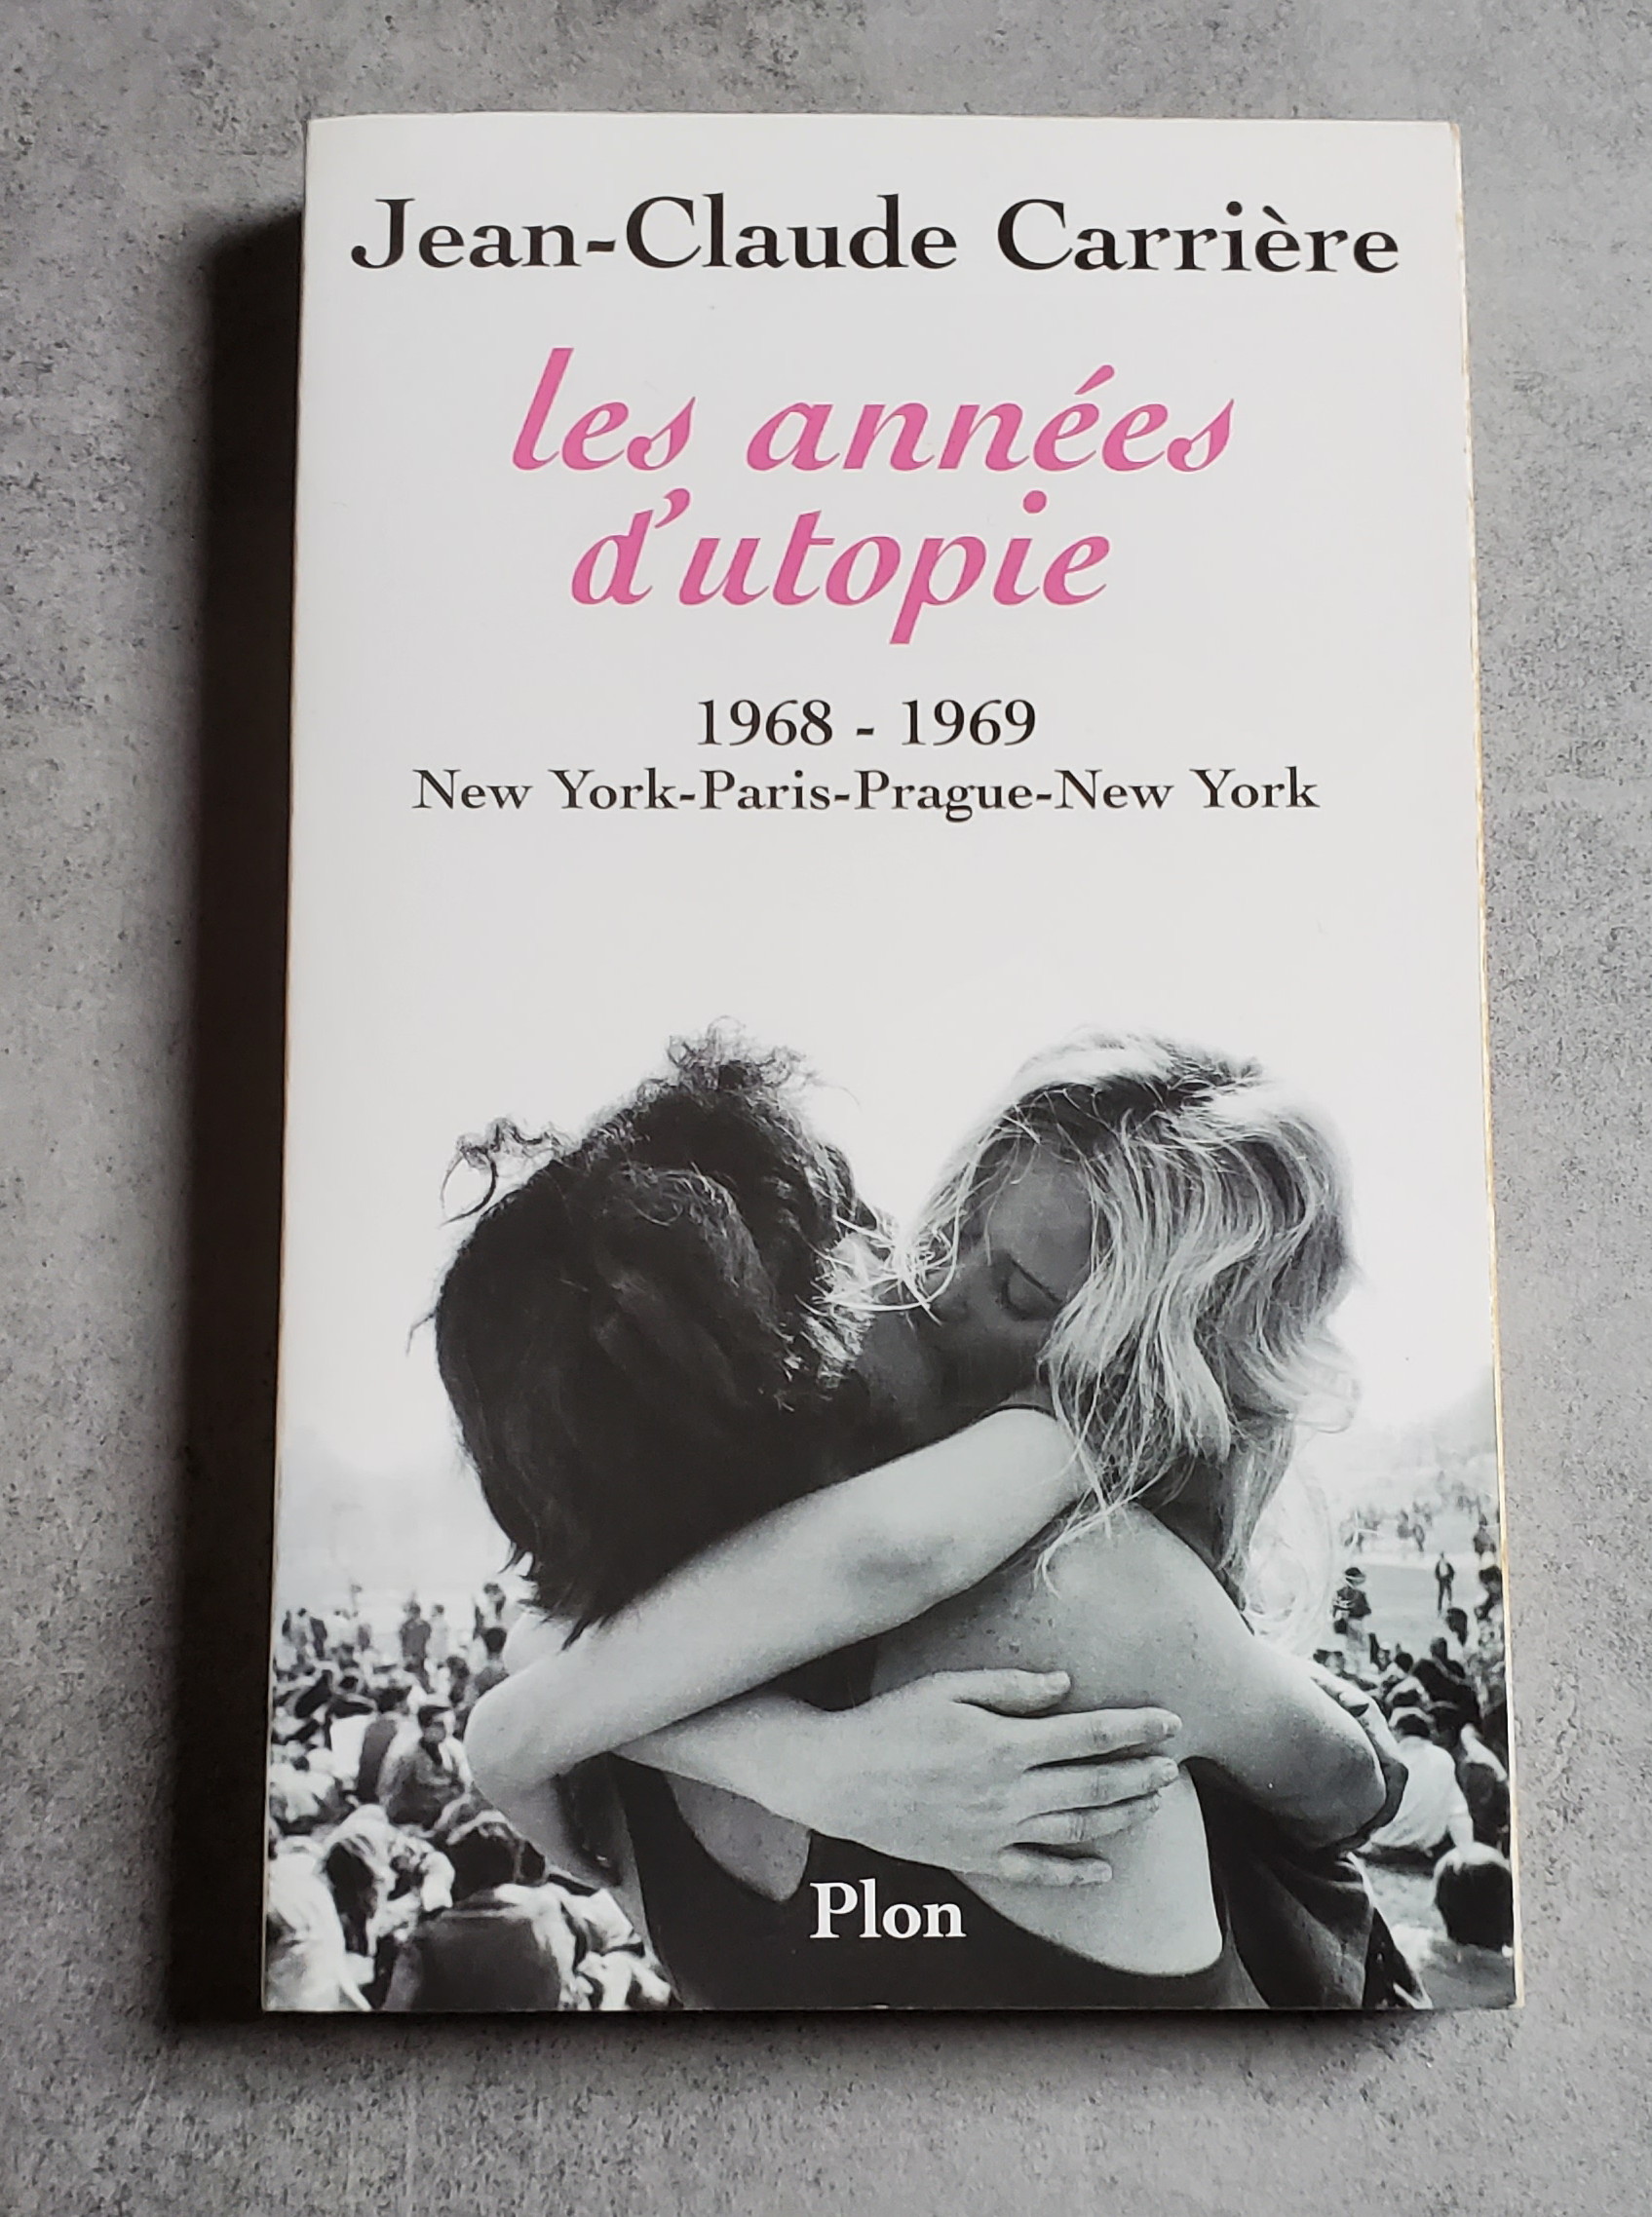 Jean-Claude Carrière
les années
d'utopie
1968 - 1969
New York-Paris-Prague-New York
Plon